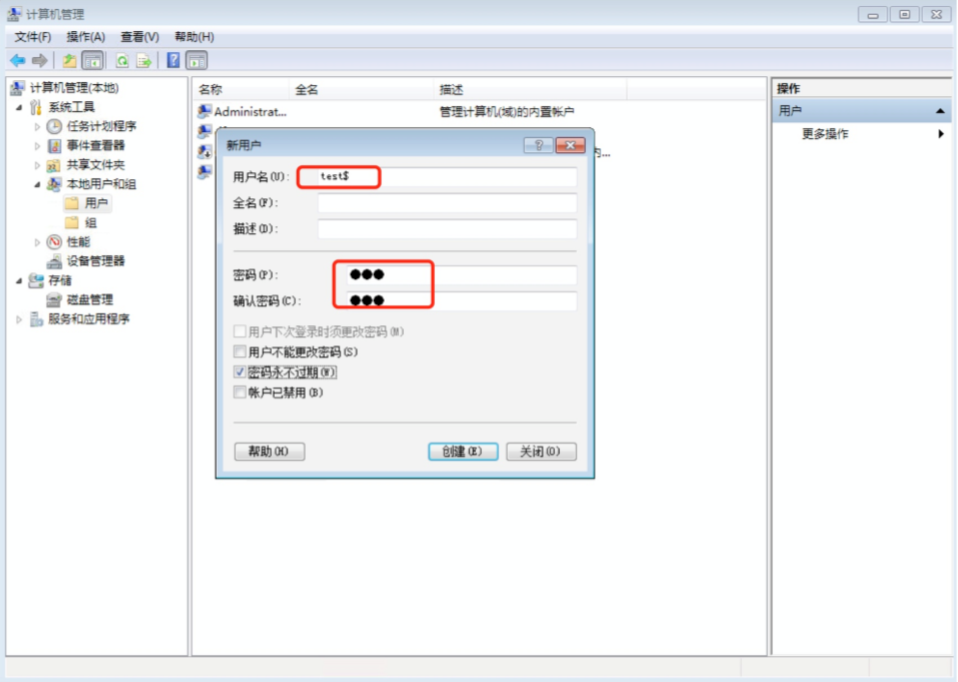 计算机管理
文件(F) 操作(A) 查看(V) 帮助(H)
计算机管理(本地)
系统工具
任务计划程序
事件查看器
共享文件夹
本地用户和组
用户
组
性能
设备管理器
存储
磁盘管理
服务和应用程序
名称 全名 描述
Administrat... 管理计算机(域)的内置帐户
新用户
用户名(U): test$
全名(F):
描述(D):
密码(P): ●●●
确认密码(C): ●●●
用户下次登录时须更改密码(M)
用户不能更改密码(S)
密码永不过期(W)
帐户已禁用(B)
帮助(H) 创建(E) 关闭(O)
操作
用户
更多操作